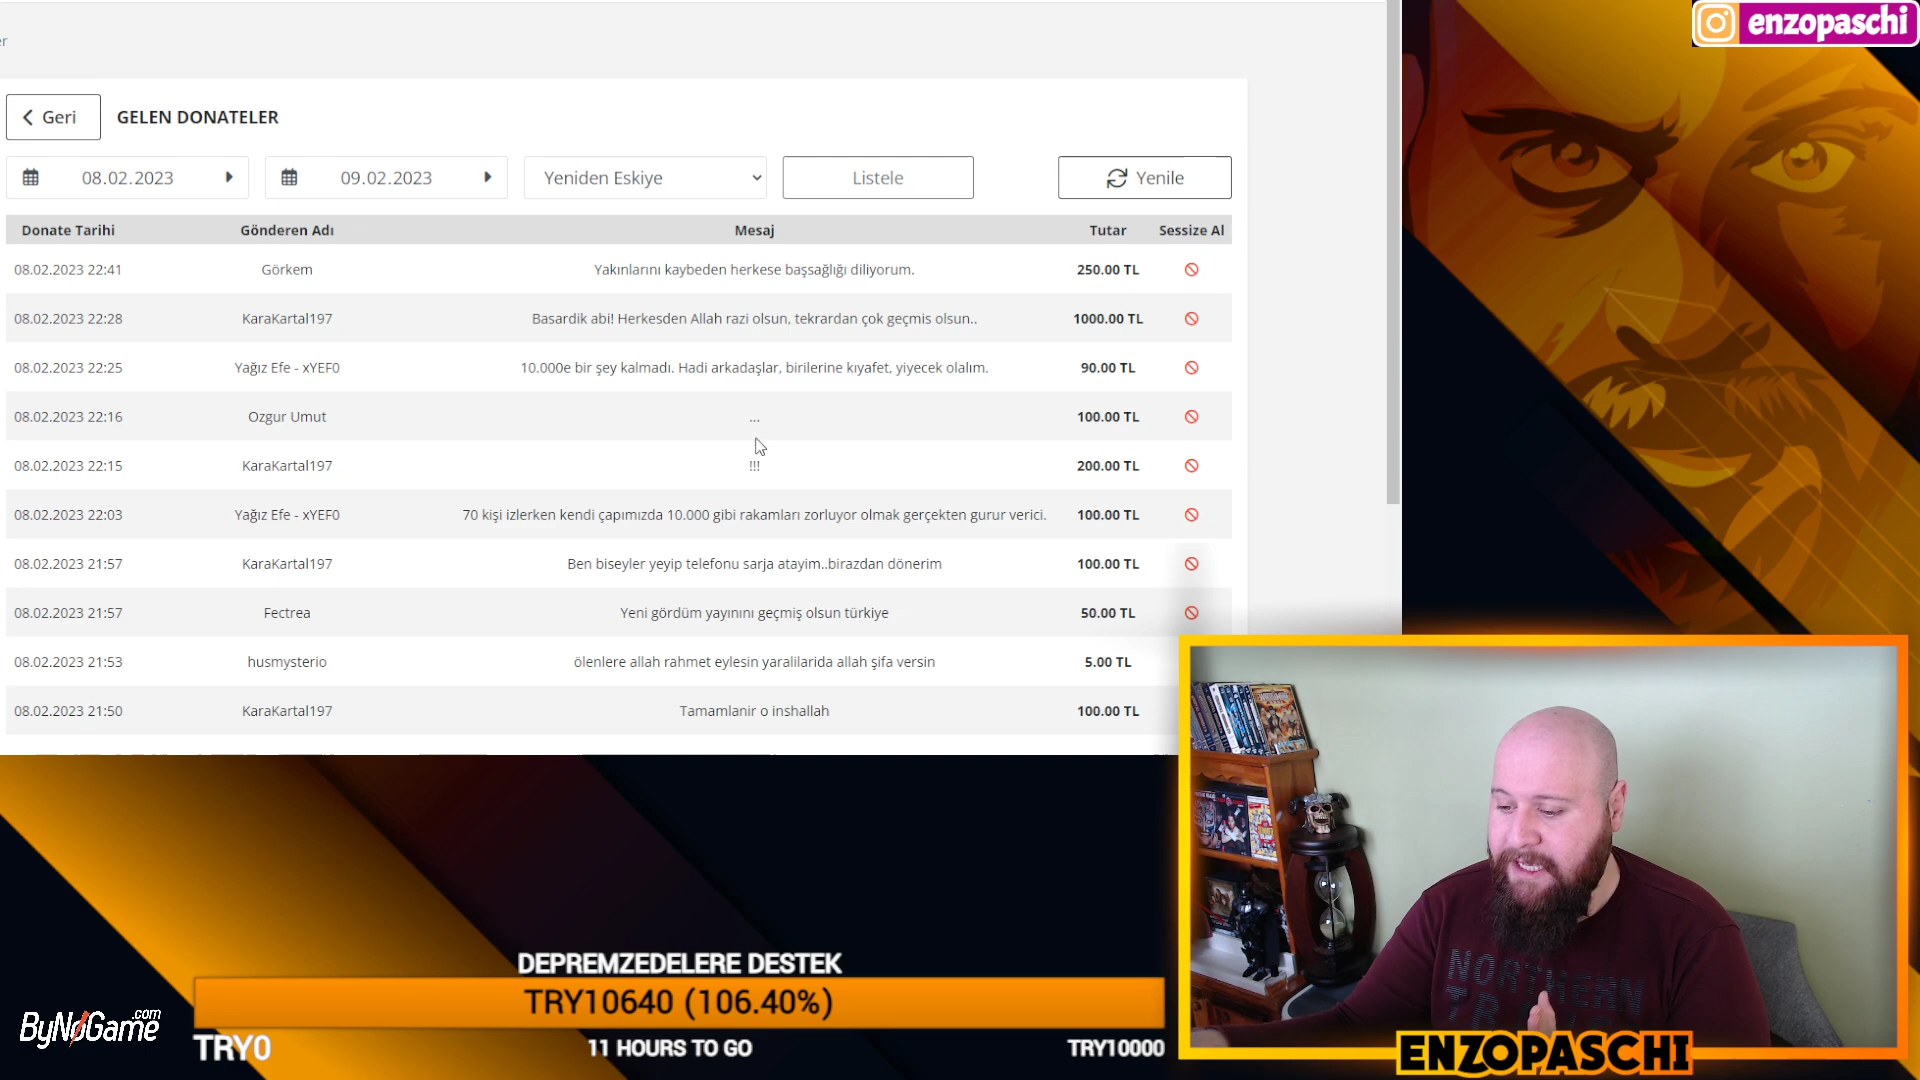 enzopaschi
er
Geri
GELEN DONATELER
08.02.2023
09.02.2023
Yeniden Eskiye
Listele
Yenile
Donate Tarihi Gönderen Adı Mesaj Tutar Sessize Al
08.02.2023 22:41 Görkem Yakınlarını kaybeden herkese başsağlığı diliyorum. 250.00 TL
08.02.2023 22:28 KaraKartal197 Basardik abi! Herkesden Allah razi olsun, tekrardan çok geçmis olsun.. 1000.00 TL
08.02.2023 22:25 Yağız Efe - xYEF0 10.000e bir şey kalmadı. Hadi arkadaşlar, birilerine kıyafet, yiyecek olalım. 90.00 TL
08.02.2023 22:16 Ozgur Umut ... 100.00 TL
08.02.2023 22:15 KaraKartal197 !!! 200.00 TL
08.02.2023 22:03 Yağız Efe - xYEF0 70 kişi izlerken kendi çapımızda 10.000 gibi rakamları zorluyor olmak gerçekten gurur verici. 100.00 TL
08.02.2023 21:57 KaraKartal197 Ben biseyler yeyip telefonu sarja atayim..birazdan dönerim 100.00 TL
08.02.2023 21:57 Fectrea Yeni gördüm yayınını geçmiş olsun türkiye 50.00 TL
08.02.2023 21:53 husmysterio ölenlere allah rahmet eylesin yaralilarida allah şifa versin 5.00 TL
08.02.2023 21:50 KaraKartal197 Tamamlanir o inshallah 100.00 TL
DEPREMZEDELERE DESTEK
TRY10640 (106.40%)
ByNoGame.com
TRY0 11 HOURS TO GO TRY10000
NORTHERN
ENZOPASCHI